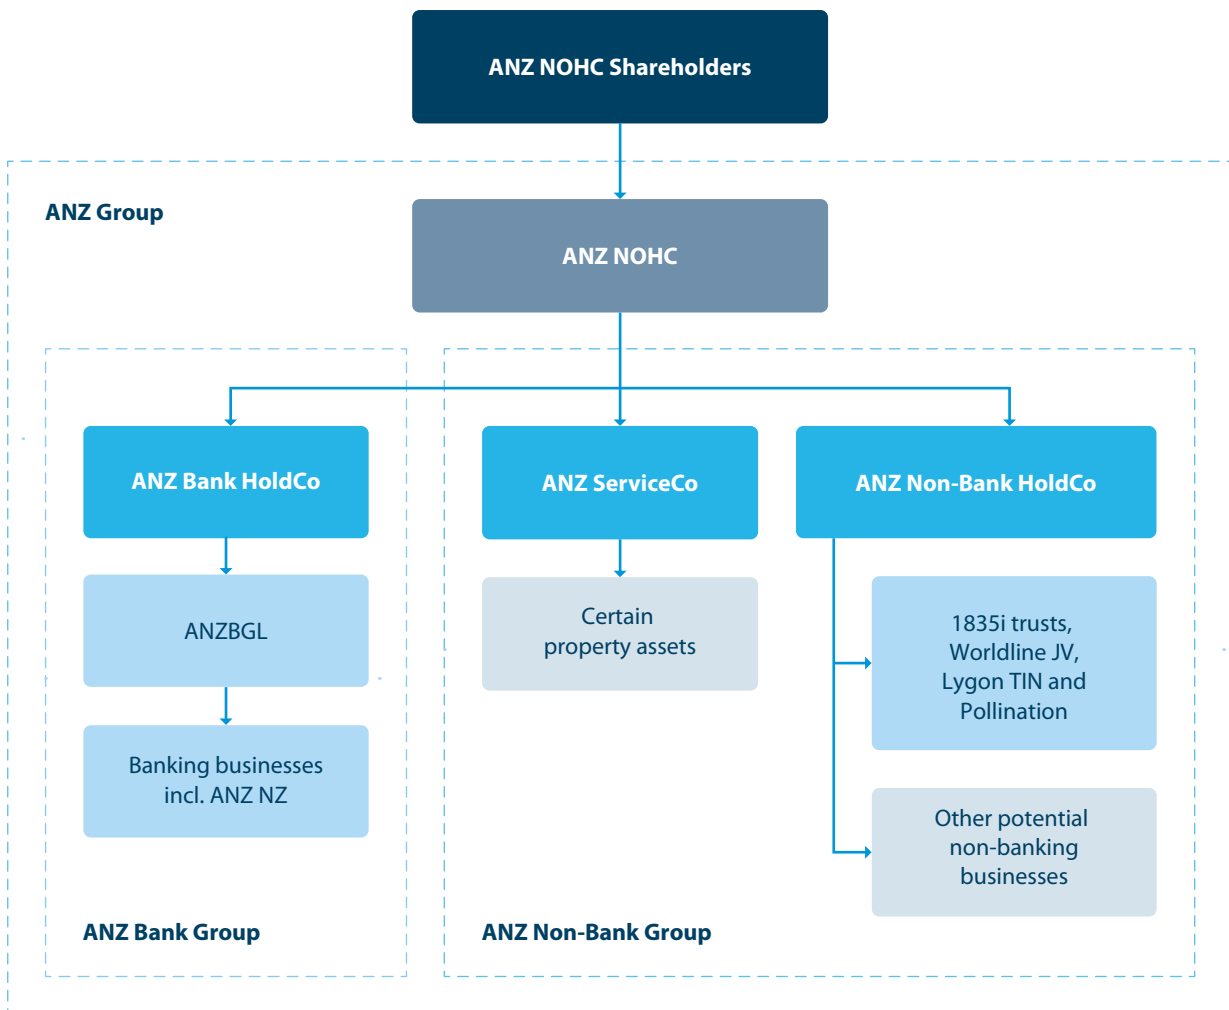 ANZ NOHC Shareholders
ANZ Group
ANZ NOHC
ANZ Bank HoldCo
ANZ ServiceCo
ANZ Non-Bank HoldCo
ANZBGL
Certain
property assets
1835i trusts,
Worldline JV,
Lygon TIN and
Pollination
Banking businesses
incl. ANZ NZ
Other potential
non-banking
businesses
ANZ Bank Group
ANZ Non-Bank Group